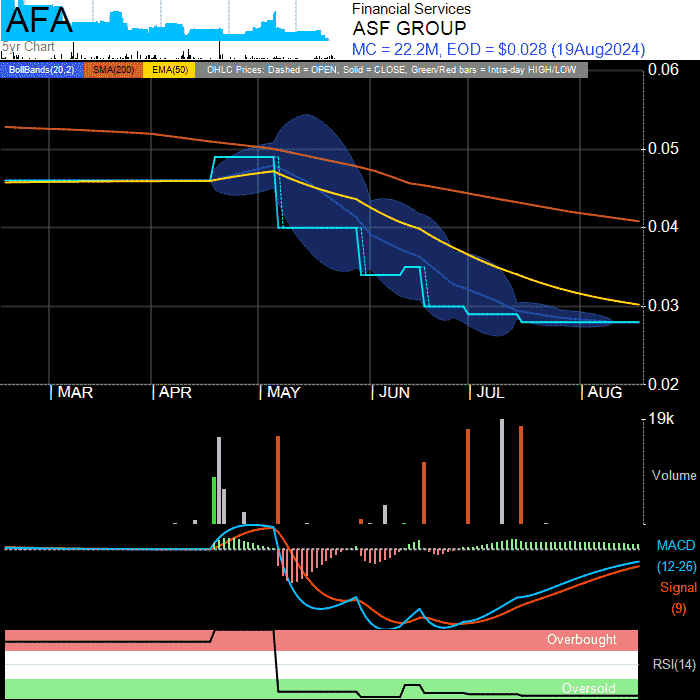 AFA
5yr Chart
Financial Services
ASF GROUP
MC = 22.2M, EOD = $0.028 (19Aug2024)
BollBands(20,2) SMA(200) EMA(50) OHLC Prices: Dashed = OPEN, Solid = CLOSE, Green/Red bars = Intra-day HIGH/LOW
0.06
0.05
0.04
0.03
0.02
MAR APR MAY JUN JUL AUG
19k
Volume
MACD
(12-26)
Signal
(9)
Overbought
RSI(14)
Oversold